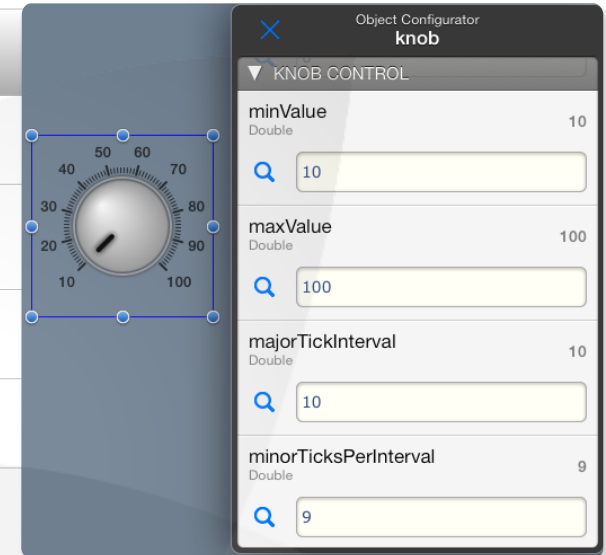 Object Configurator
knob
KNOB CONTROL
minValue
Double
10
10
maxValue
Double
100
100
majorTickInterval
Double
10
10
minorTicksPerInterval
Double
9
9
50 60
40 70
30 80
20 90
10 100